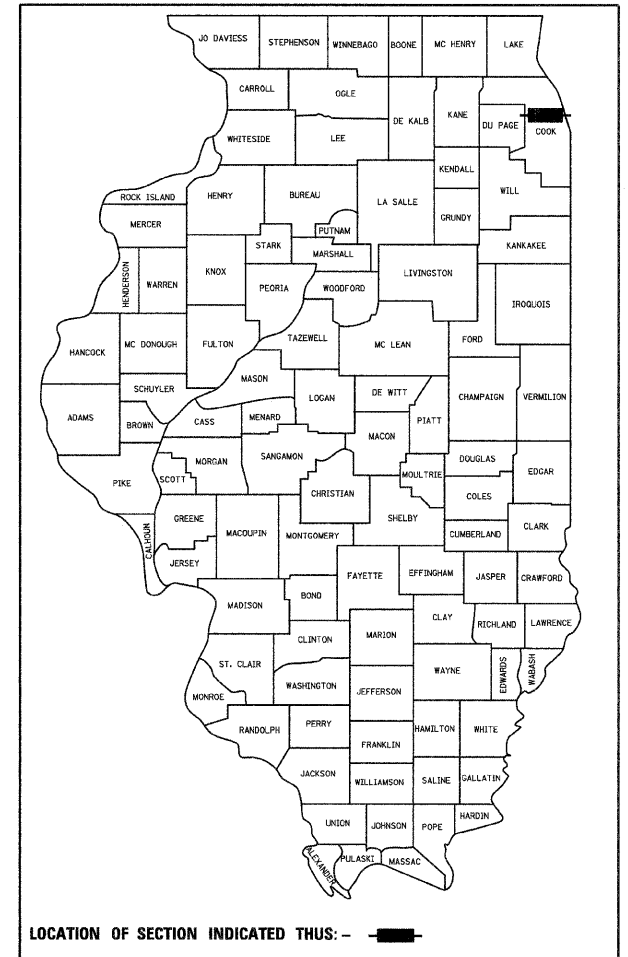 JO DAVIESS STEPHENSON WINNEBAGO BOONE MC HENRY LAKE
CARROLL OGLE DE KALB KANE DU PAGE COOK
WHITESIDE LEE
KENDALL WILL
ROCK ISLAND HENRY BUREAU LA SALLE GRUNDY
MERCER PUTNAM KANKAKEE
STARK MARSHALL
HENDERSON WARREN KNOX PEORIA WOODFORD LIVINGSTON IROQUOIS
HANCOCK MC DONOUGH FULTON TAZEWELL MC LEAN FORD
MASON
SCHUYLER LOGAN DE WITT CHAMPAIGN VERMILION
ADAMS BROWN CASS MENARD PIATT
MACON
MORGAN SANGAMON DOUGLAS EDGAR
PIKE SCOTT CHRISTIAN MOULTRIE COLES
CALHOUN GREENE MACOUPIN MONTGOMERY SHELBY CUMBERLAND CLARK
JERSEY FAYETTE EFFINGHAM JASPER CRAWFORD
MADISON BOND
CLAY RICHLAND LAWRENCE
CLINTON MARION
ST. CLAIR WAYNE EDWARDS WABASH
MONROE WASHINGTON JEFFERSON
RANDOLPH PERRY HAMILTON WHITE
FRANKLIN
JACKSON WILLIAMSON SALINE GALLATIN
UNION JOHNSON POPE HARDIN
ALEXANDER PULASKI MASSAC
LOCATION OF SECTION INDICATED THUS: –